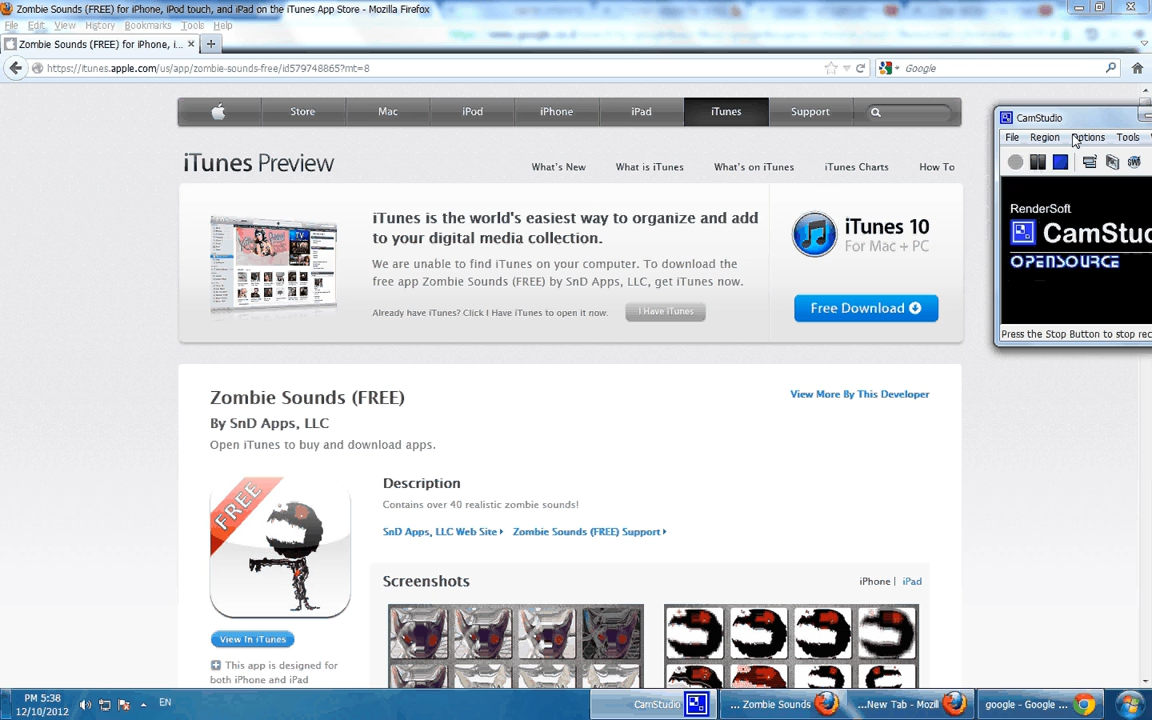 Zombie Sounds (FREE) for iPhone, iPod touch, and iPad on the iTunes App Store - Mozilla Firefox
File Edit View History Bookmarks Tools Help
Zombie Sounds (FREE) for iPhone, i...
https://itunes.apple.com/us/app/zombie-sounds-free/id579748865?mt=8
Google
Store Mac iPod iPhone iPad iTunes Support
iTunes Preview
What's New What is iTunes What's on iTunes iTunes Charts How To
iTunes is the world's easiest way to organize and add
to your digital media collection.
We are unable to find iTunes on your computer. To download the
free app Zombie Sounds (FREE) by SnD Apps, LLC, get iTunes now.
Already have iTunes? Click I Have iTunes to open it now.
I Have iTunes
iTunes 10
For Mac + PC
Free Download
CamStudio
File Region Options Tools
RenderSoft
CamStudio
OPENSOURCE
Press the Stop Button to stop rec
Zombie Sounds (FREE)
View More By This Developer
By SnD Apps, LLC
Open iTunes to buy and download apps.
FREE
View In iTunes
This app is designed for
both iPhone and iPad
Description
Contains over 40 realistic zombie sounds!
SnD Apps, LLC Web Site Zombie Sounds (FREE) Support
Screenshots
iPhone | iPad
PM 5:38
12/10/2012
EN
CamStudio
... Zombie Sounds
...New Tab - Mozill
google - Google ...